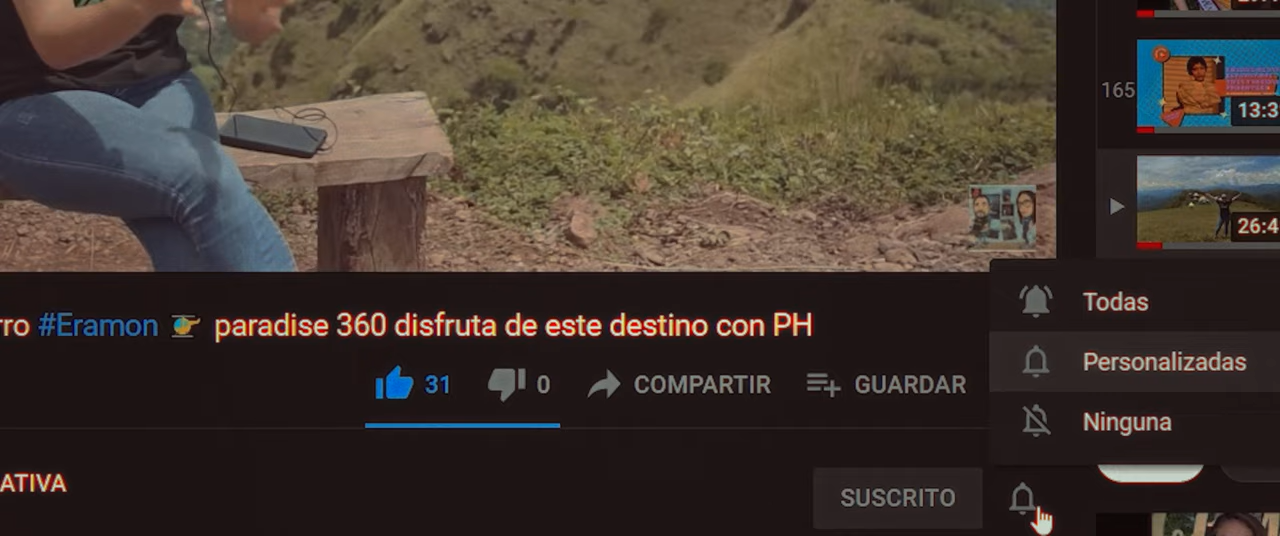 165
13:3
26:4
rro #Eramon paradise 360 disfruta de este destino con PH
31 0 COMPARTIR GUARDAR
Todas
Personalizadas
Ninguna
ATIVA
SUSCRITO